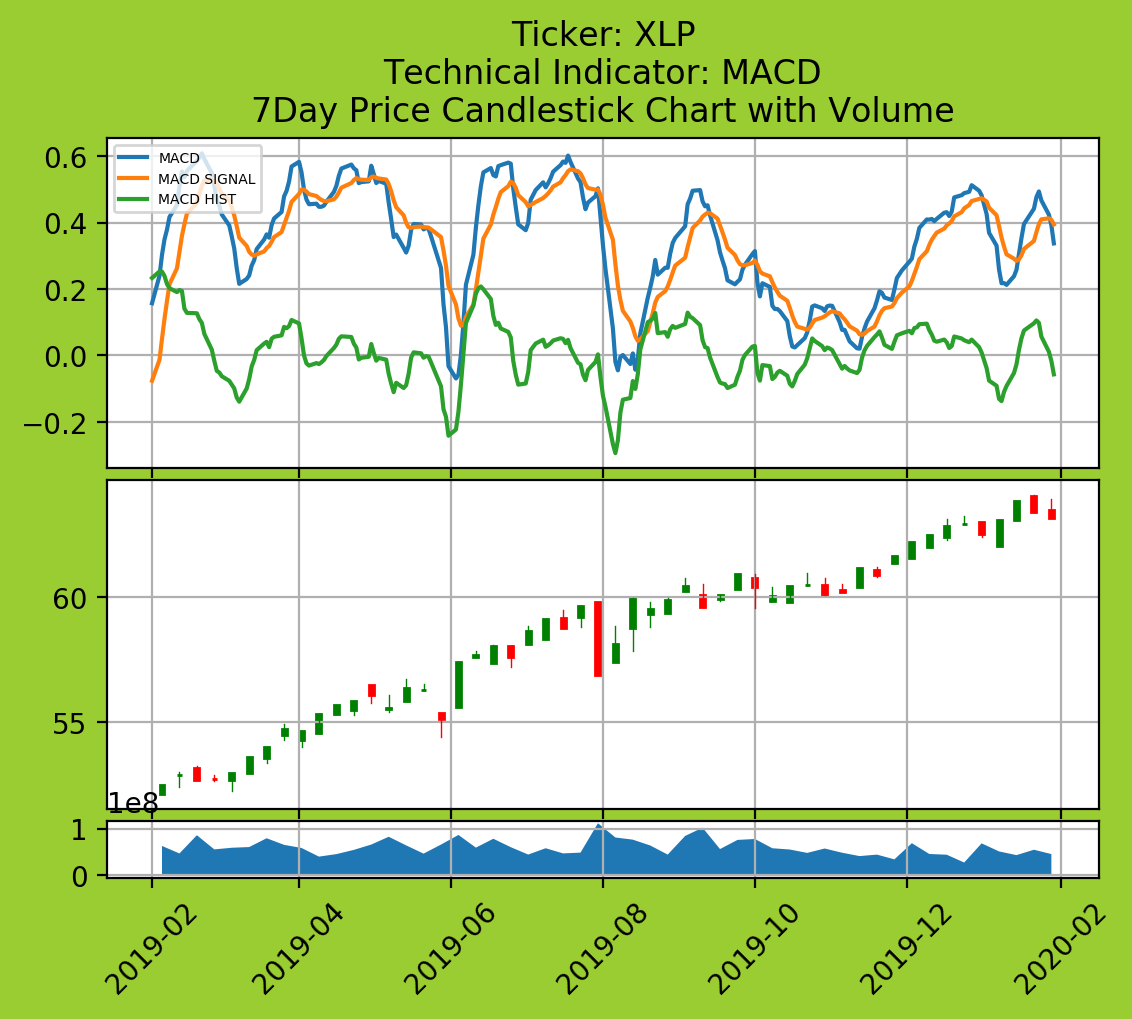 Ticker: XLP
Technical Indicator: MACD
7Day Price Candlestick Chart with Volume
0.6
0.4
0.2
0.0
−0.2
MACD
MACD SIGNAL
MACD HIST
60
55
1e8
1
0
2019-02
2019-04
2019-06
2019-08
2019-10
2019-12
2020-02